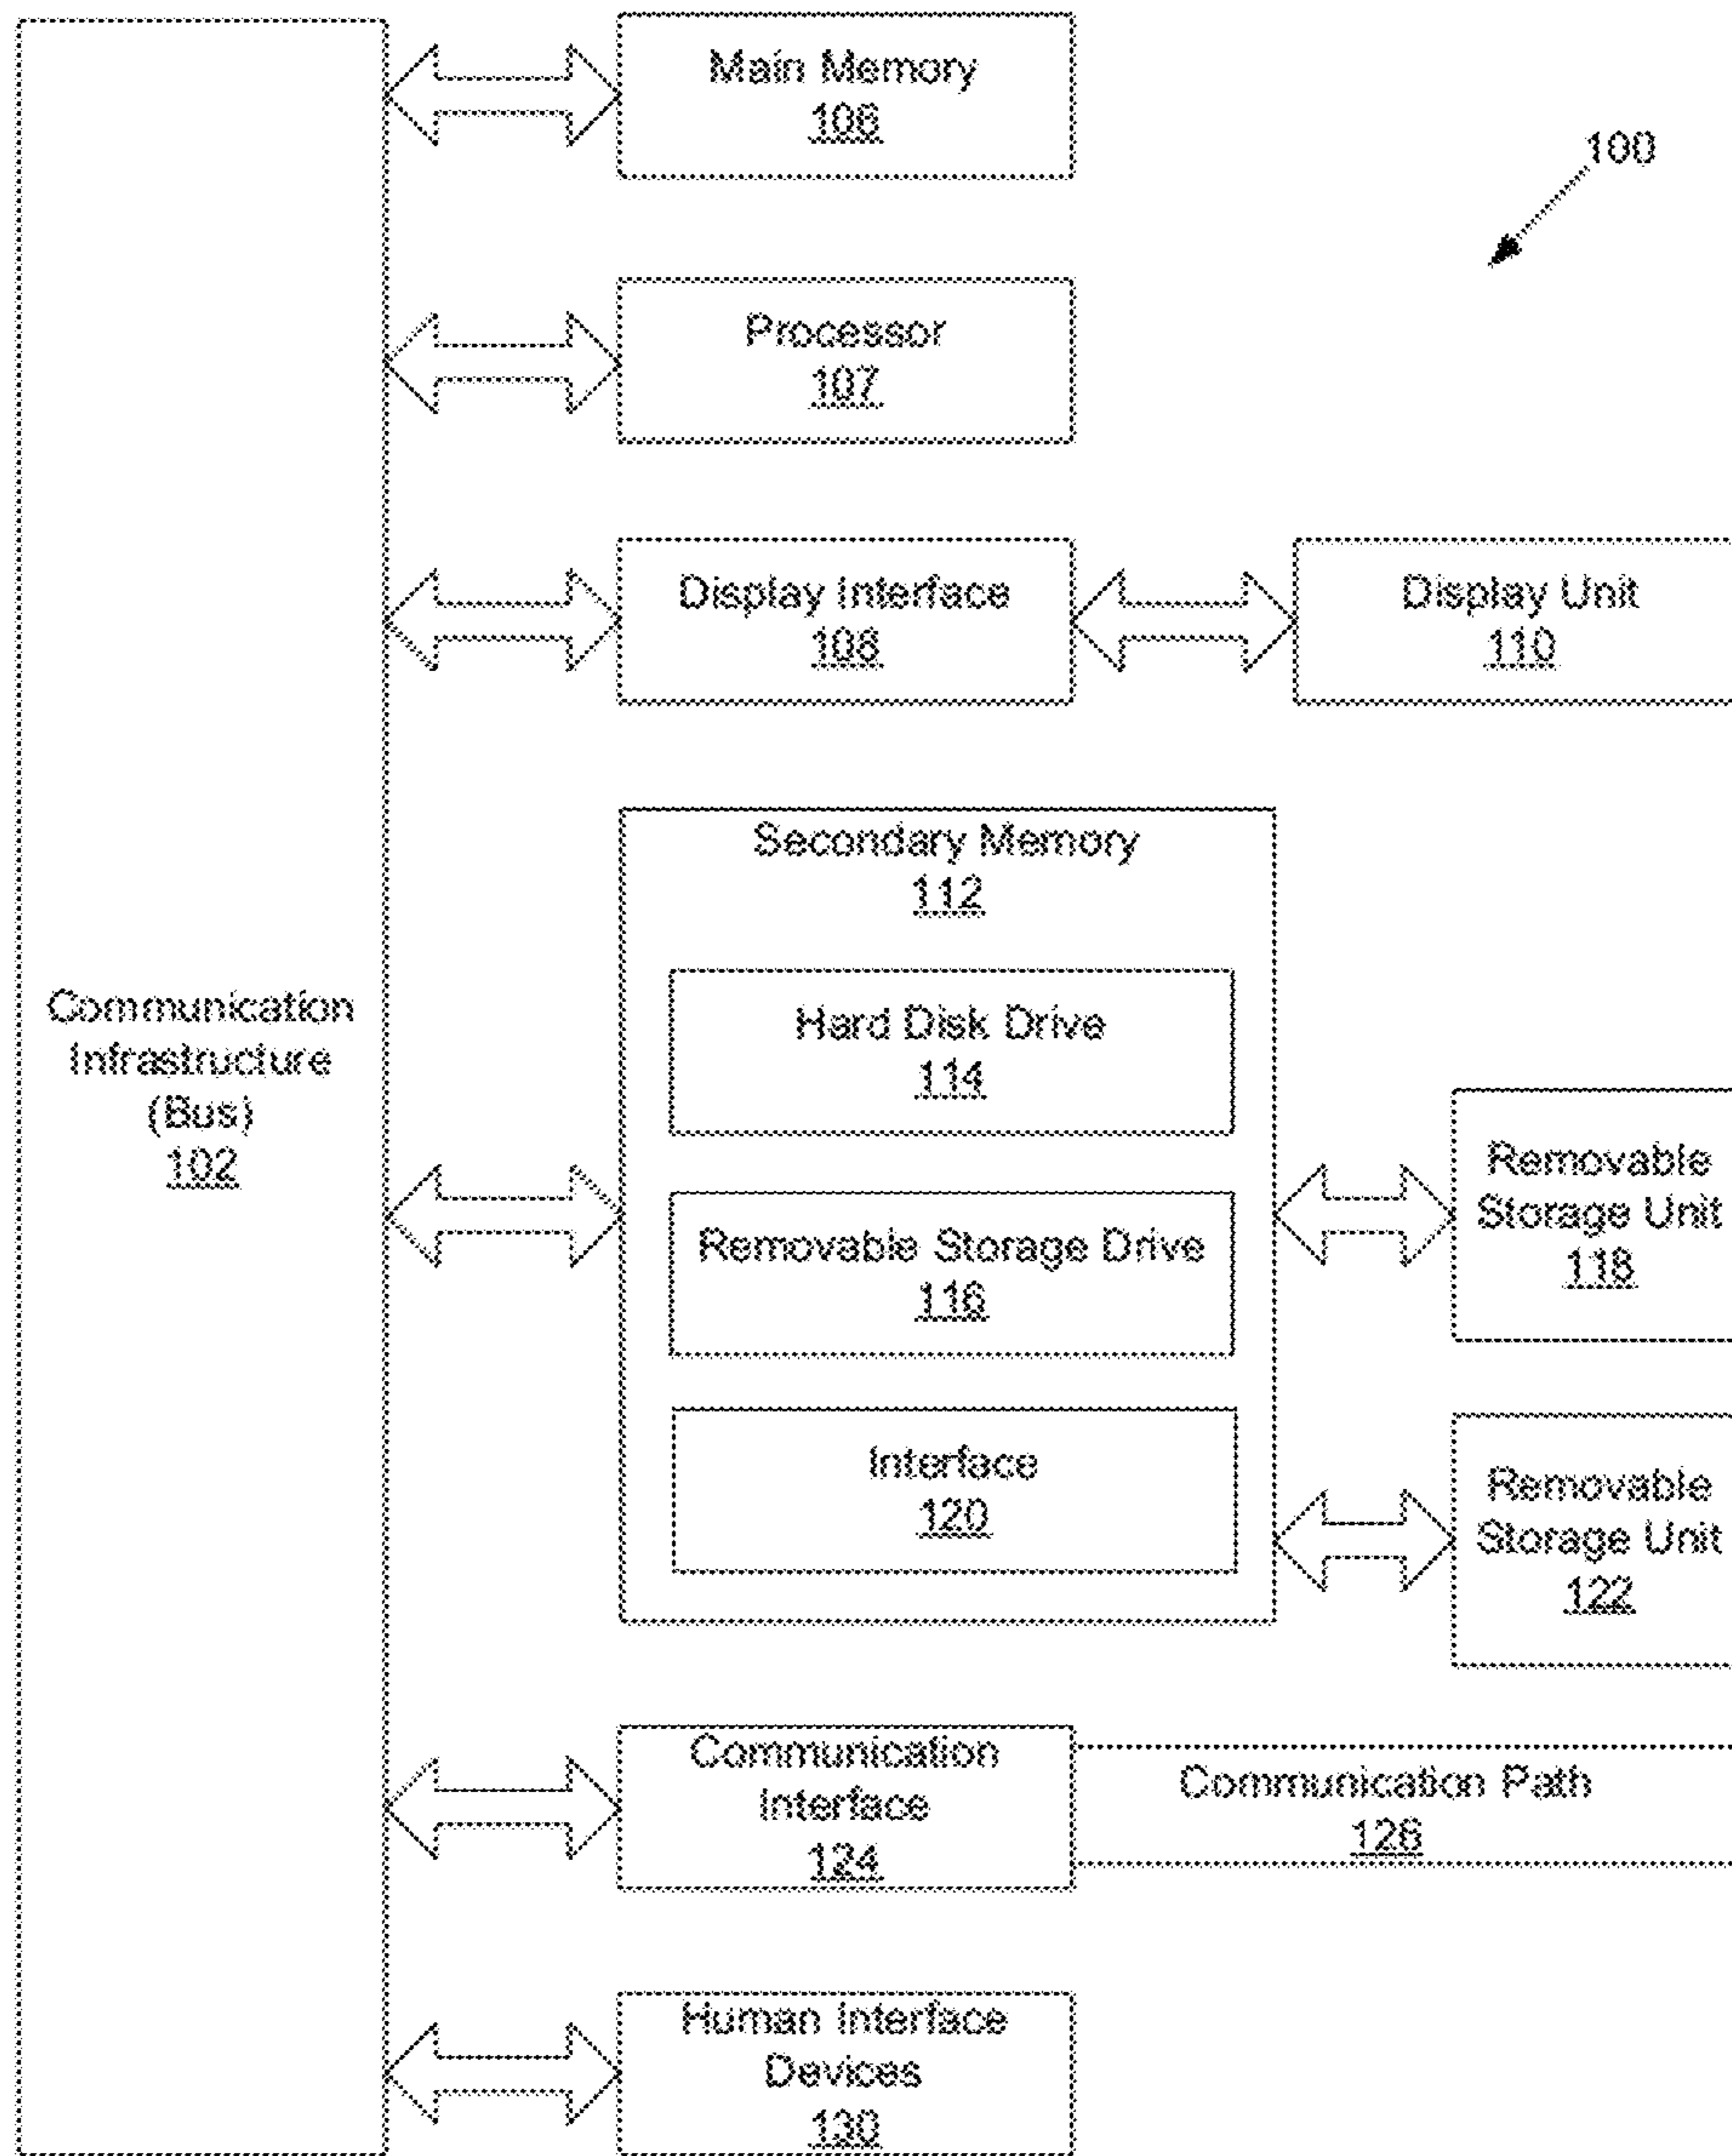 Main Memory
106
100
Processor
107
Display Interface
108
Display Unit
110
Secondary Memory
112
Hard Disk Drive
114
Communication
Infrastructure
(Bus)
102
Removable Storage Drive
116
Removable
Storage Unit
118
Interface
120
Removable
Storage Unit
122
Communication
Interface
124
Communication Path
126
Human Interface
Devices
130